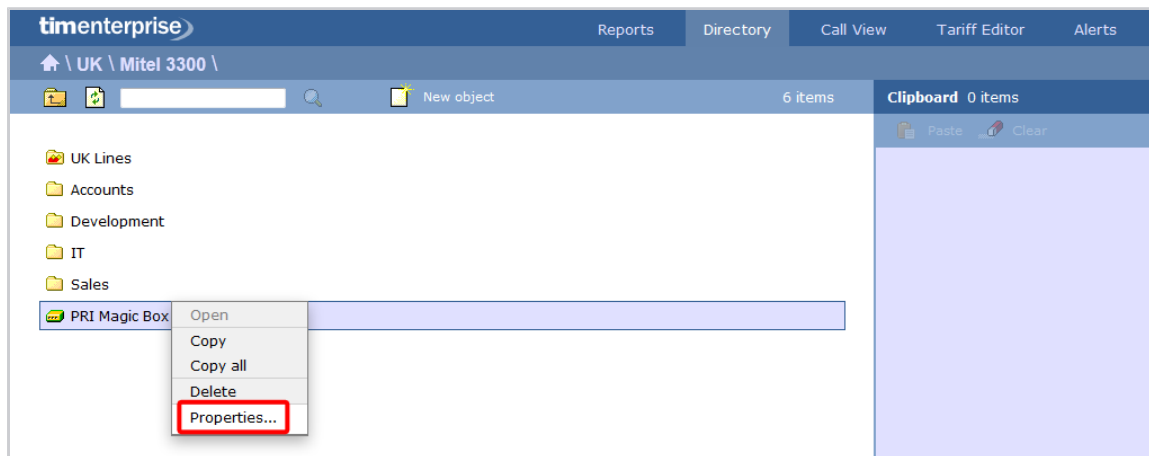 timenterprise
Reports Directory Call View Tariff Editor Alerts
\ UK \ Mitel 3300 \
New object 6 items Clipboard 0 items
Paste Clear
UK Lines
Accounts
Development
IT
Sales
PRI Magic Box Open
Copy
Copy all
Delete
Properties...